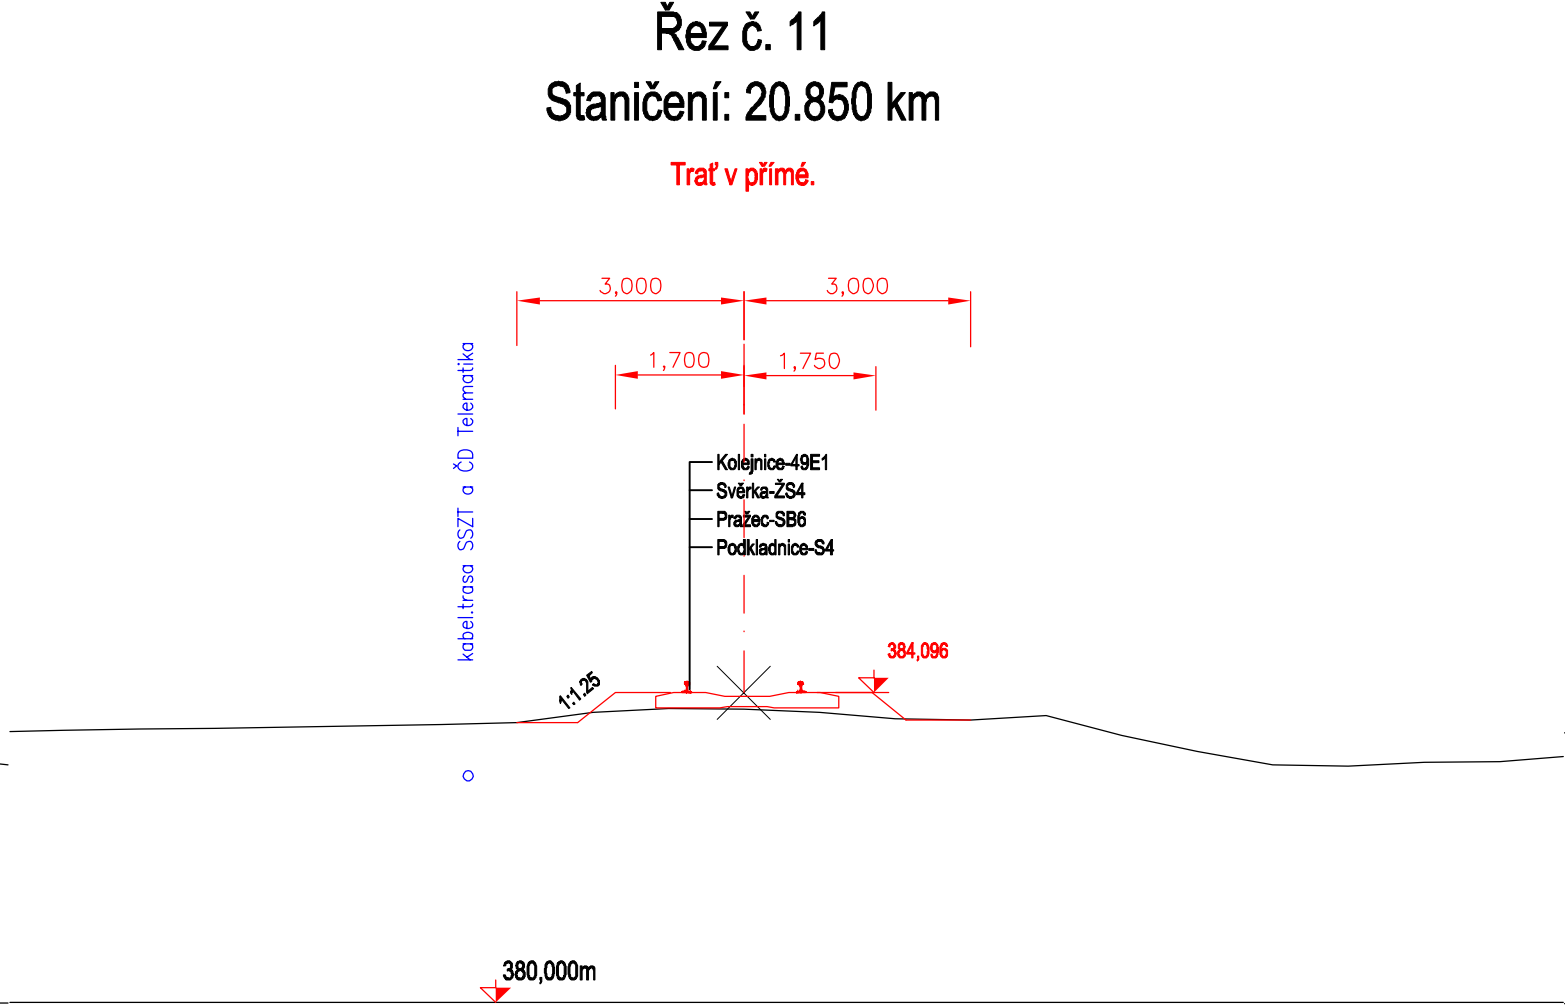 Řez č. 11
Staničení: 20.850 km
Trať v přímé.
3,000
3,000
1,700
1,750
kabel.trasa SSZT a ČD Telematika
Kolejnice-49E1
Svěrka-ŽS4
Pražec-SB6
Podkladnice-S4
384,096
1:1.25
380,000m